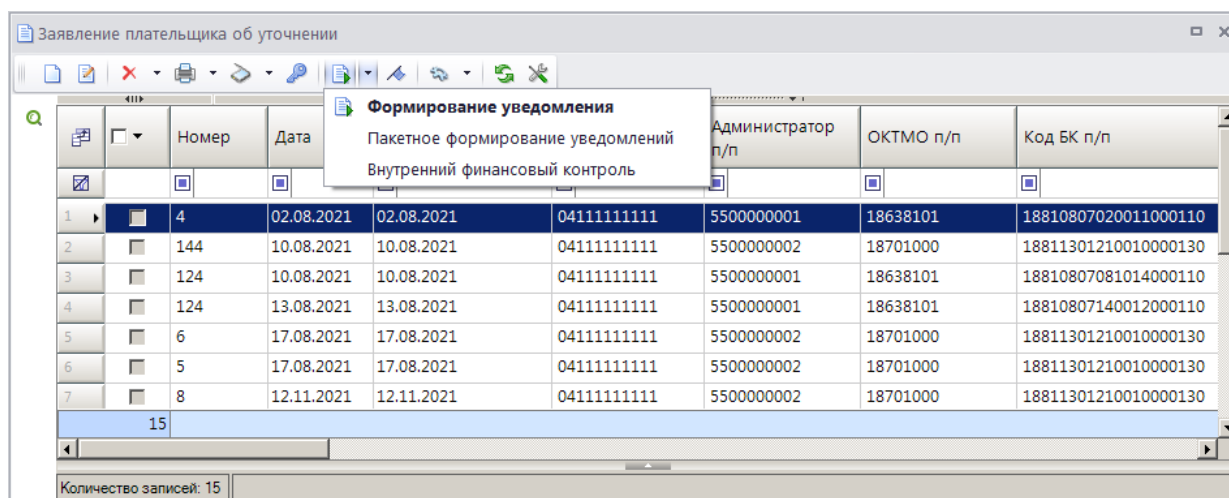 Заявление плательщика об уточнении
Формирование уведомления
Пакетное формирование уведомлений
Внутренний финансовый контроль
Номер Дата Администратор п/п ОКТМО п/п Код БК п/п
1 4 02.08.2021 02.08.2021 04111111111 5500000001 18638101 18810807020011000110
2 144 10.08.2021 10.08.2021 04111111111 5500000002 18701000 18811301210010000130
3 124 10.08.2021 10.08.2021 04111111111 5500000001 18638101 18810807081014000110
4 124 13.08.2021 13.08.2021 04111111111 5500000001 18638101 18810807140012000110
5 6 17.08.2021 17.08.2021 04111111111 5500000002 18701000 18811301210010000130
6 5 17.08.2021 17.08.2021 04111111111 5500000002 18701000 18811301210010000130
7 8 12.11.2021 12.11.2021 04111111111 5500000002 18701000 18811301210010000130
15
Количество записей: 15